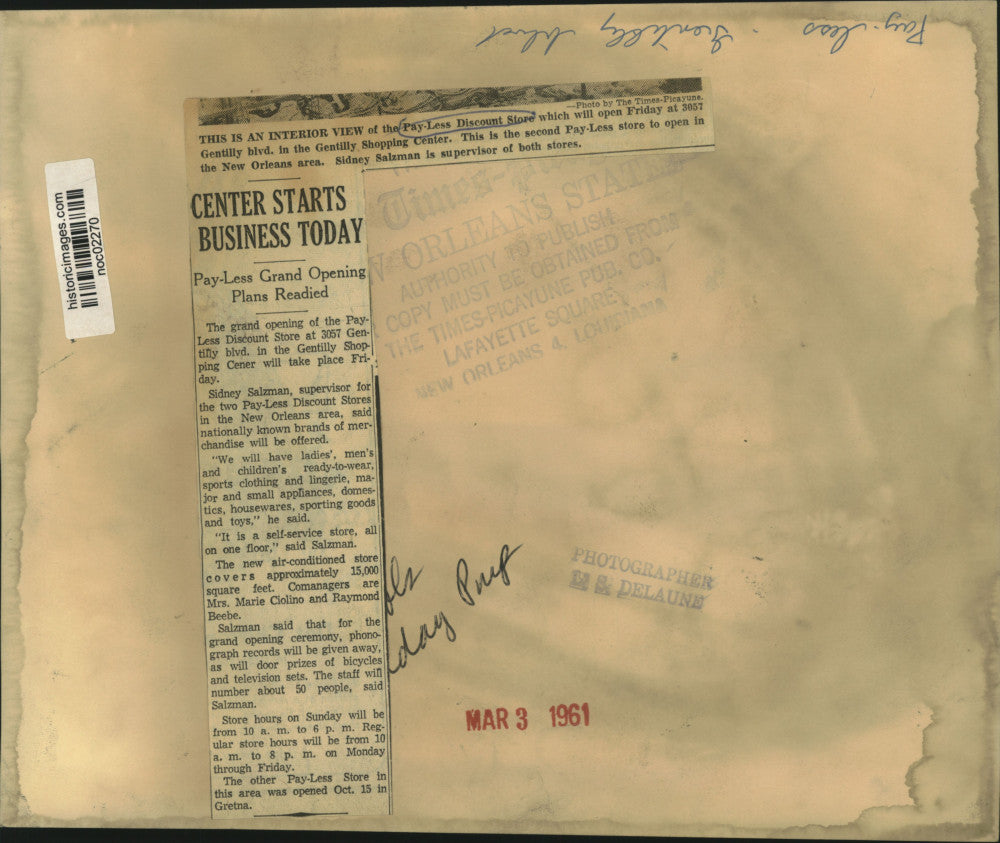 Pay-Less - Gentilly blvd
historicimages.com
noc02270
—Photo by The Times-Picayune.
THIS IS AN INTERIOR VIEW of the Pay-Less Discount Store which will open Friday at 3057
Gentilly blvd. in the Gentilly Shopping Center. This is the second Pay-Less store to open in
the New Orleans area. Sidney Salzman is supervisor of both stores.
CENTER STARTS
BUSINESS TODAY
Pay-Less Grand Opening
Plans Readied
The grand opening of the Pay-
Less Discount Store at 3057 Gen-
tilly blvd. in the Gentilly Shop-
ping Cener will take place Fri-
day.
Sidney Salzman, supervisor for
the two Pay-Less Discount Stores
in the New Orleans area, said
nationally known brands of mer-
chandise will be offered.
"We will have ladies', men's
and children's ready-to-wear,
sports clothing and lingerie, ma-
jor and small appliances, domes-
tics, housewares, sporting goods
and toys," he said.
"It is a self-service store, all
on one floor," said Salzman.
The new air-conditioned store
covers approximately 15,000
square feet. Comanagers are
Mrs. Marie Ciolino and Raymond
Beebe.
Salzman said that for the
grand opening ceremony, phono-
graph records will be given away,
as will door prizes of bicycles
and television sets. The staff will
number about 50 people, said
Salzman.
Store hours on Sunday will be
from 10 a. m. to 6 p. m. Reg-
ular store hours will be from 10
a. m. to 8 p. m. on Monday
through Friday.
The other Pay-Less Store in
this area was opened Oct. 15 in
Gretna.
Times-
ORLEANS STATES
AUTHORITY TO PUBLISH
COPY MUST BE OBTAINED FROM
THE TIMES-PICAYUNE PUB. CO.
LAFAYETTE SQUARE
NEW ORLEANS 4, LOUISIANA
PHOTOGRAPHER
DELAUNE
MAR 3 1961